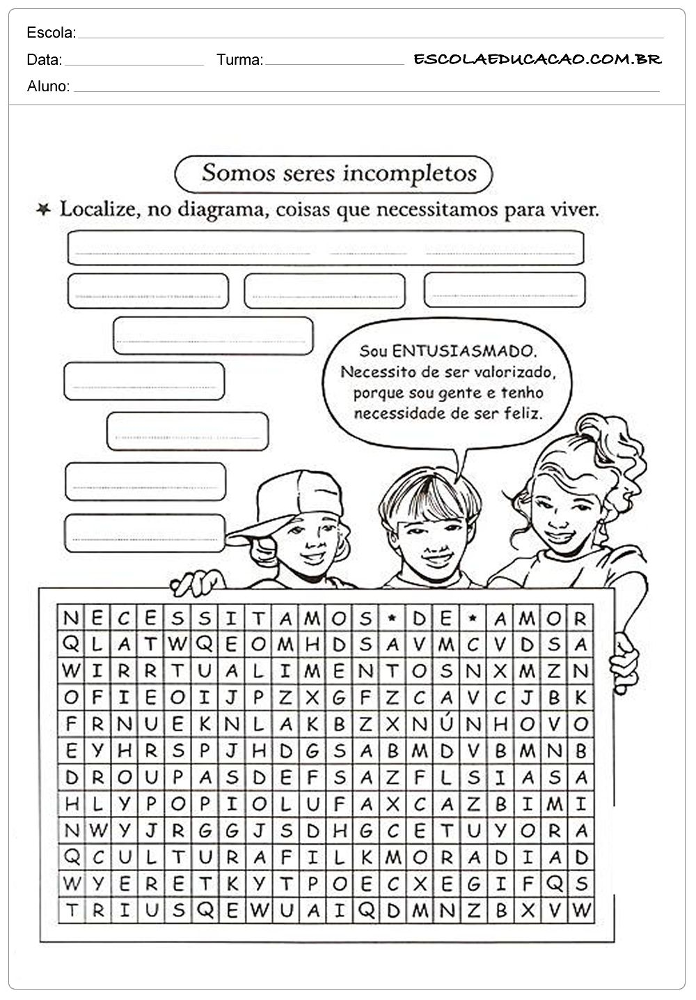 Escola:
Data: Turma: ESCOLAEDUCACAO.COM.BR
Aluno:
Somos seres incompletos
Localize, no diagrama, coisas que necessitamos para viver.
Sou ENTUSIASMADO.
Necessito de ser valorizado,
porque sou gente e tenho
necessidade de ser feliz.
N E C E S S I T A M O S * D E * A M O R
Q L A T W Q E O M H D S A V M C V D S A
W I R R T U A L I M E N T O S N X M Z N
O F I E O I J P Z X G F Z C A V C J B K
F R N U E K N L A K B Z X N Ú N H O V O
E Y H R S P J H D G S A B M D V B M N B
D R O U P A S D E F S A Z F L S I A S A
H L Y P O P I O L U F A X C A Z B I M I
N W Y J R G G J S D H G C E T U Y O R A
Q C U L T U R A F I L K M O R A D I A D
W Y E R E T K Y T P O E C X E G I F Q S
T R I U S Q E W U A I Q D M N Z B X V W